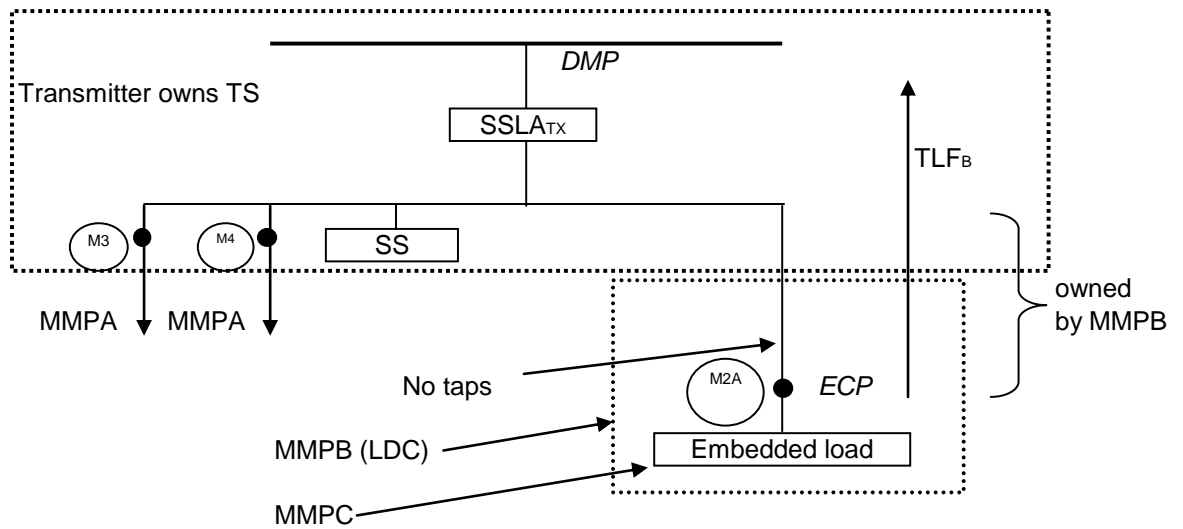 DMP
Transmitter owns TS
SSLATX
TLFB
M3
M4
SS
MMPA
MMPA
owned
by MMPB
No taps
M2A
ECP
MMPB (LDC)
Embedded load
MMPC